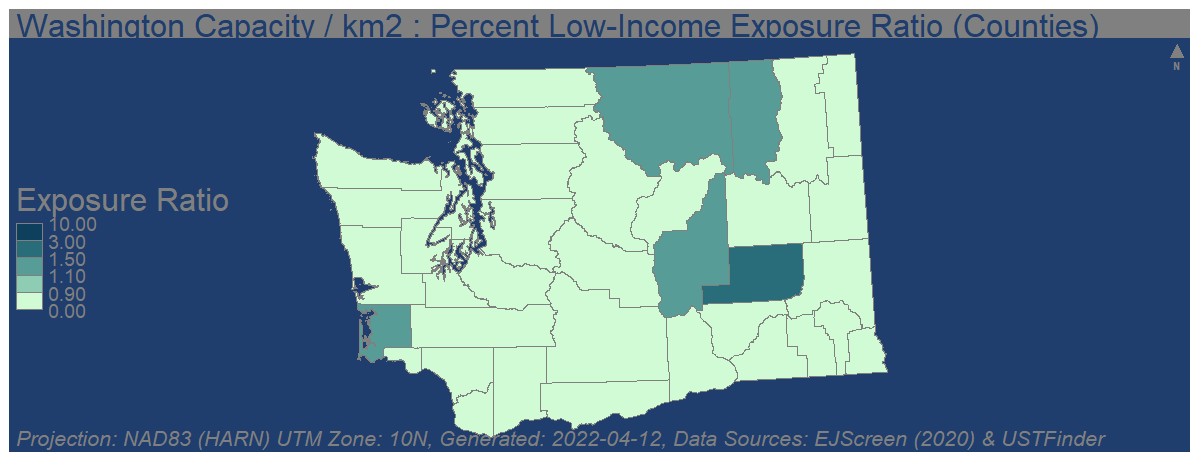 Washington Capacity / km2 : Percent Low-Income Exposure Ratio (Counties)
N
Exposure Ratio
10.00
3.00
1.50
1.10
0.90
0.00
Projection: NAD83 (HARN) UTM Zone: 10N, Generated: 2022-04-12, Data Sources: EJScreen (2020) & USTFinder